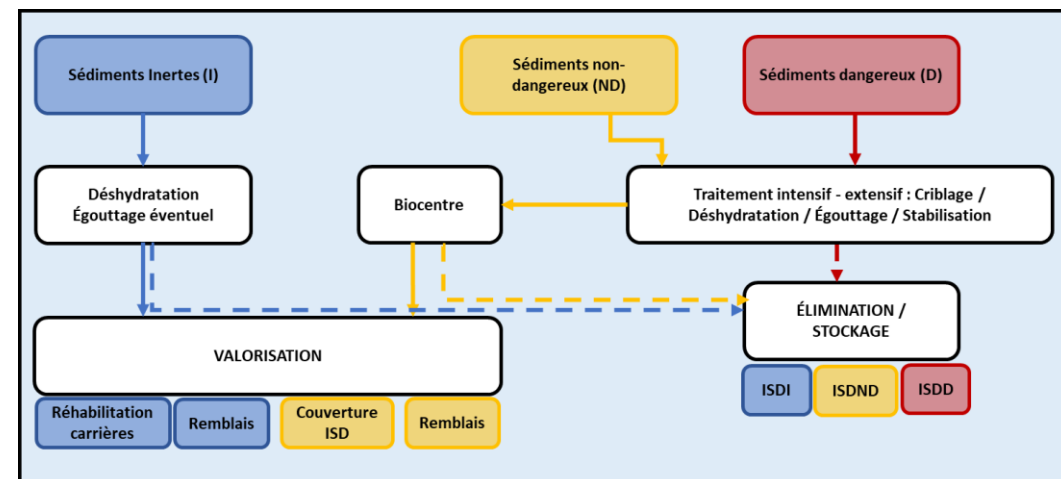 Sédiments Inertes (I)
Sédiments non-
dangereux (ND)
Sédiments dangereux (D)
Déshydratation
Égouttage éventuel
Biocentre
Traitement intensif - extensif : Criblage /
Déshydratation / Égouttage / Stabilisation
VALORISATION
ÉLIMINATION /
STOCKAGE
Réhabilitation
carrières
Remblais
Couverture
ISD
Remblais
ISDI
ISDND
ISDD